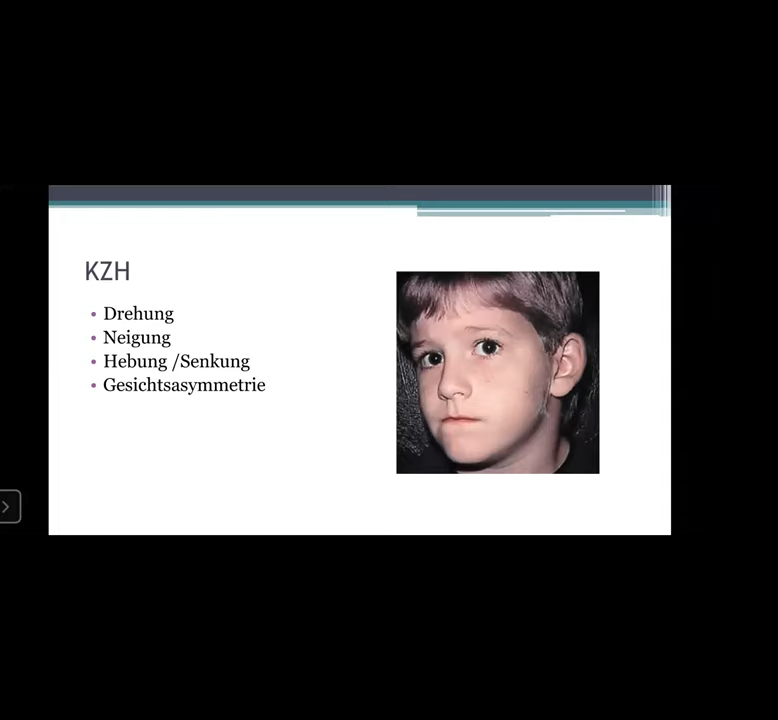 KZH
• Drehung
• Neigung
• Hebung /Senkung
• Gesichtsasymmetrie